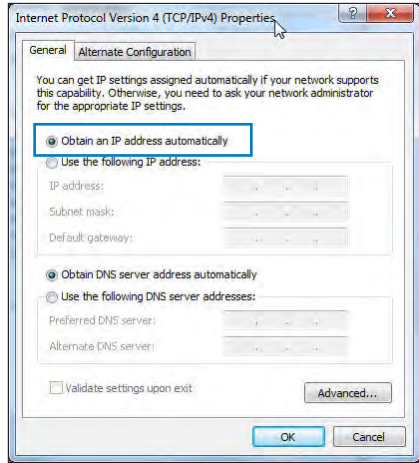 Internet Protocol Version 4 (TCP/IPv4) Properties
General
Alternate Configuration
You can get IP settings assigned automatically if your network supports
this capability. Otherwise, you need to ask your network administrator
for the appropriate IP settings.
Obtain an IP address automatically
Use the following IP address:
IP address:
Subnet mask:
Default gateway:
Obtain DNS server address automatically
Use the following DNS server addresses:
Preferred DNS server:
Alternate DNS server:
Validate settings upon exit
Advanced...
OK
Cancel